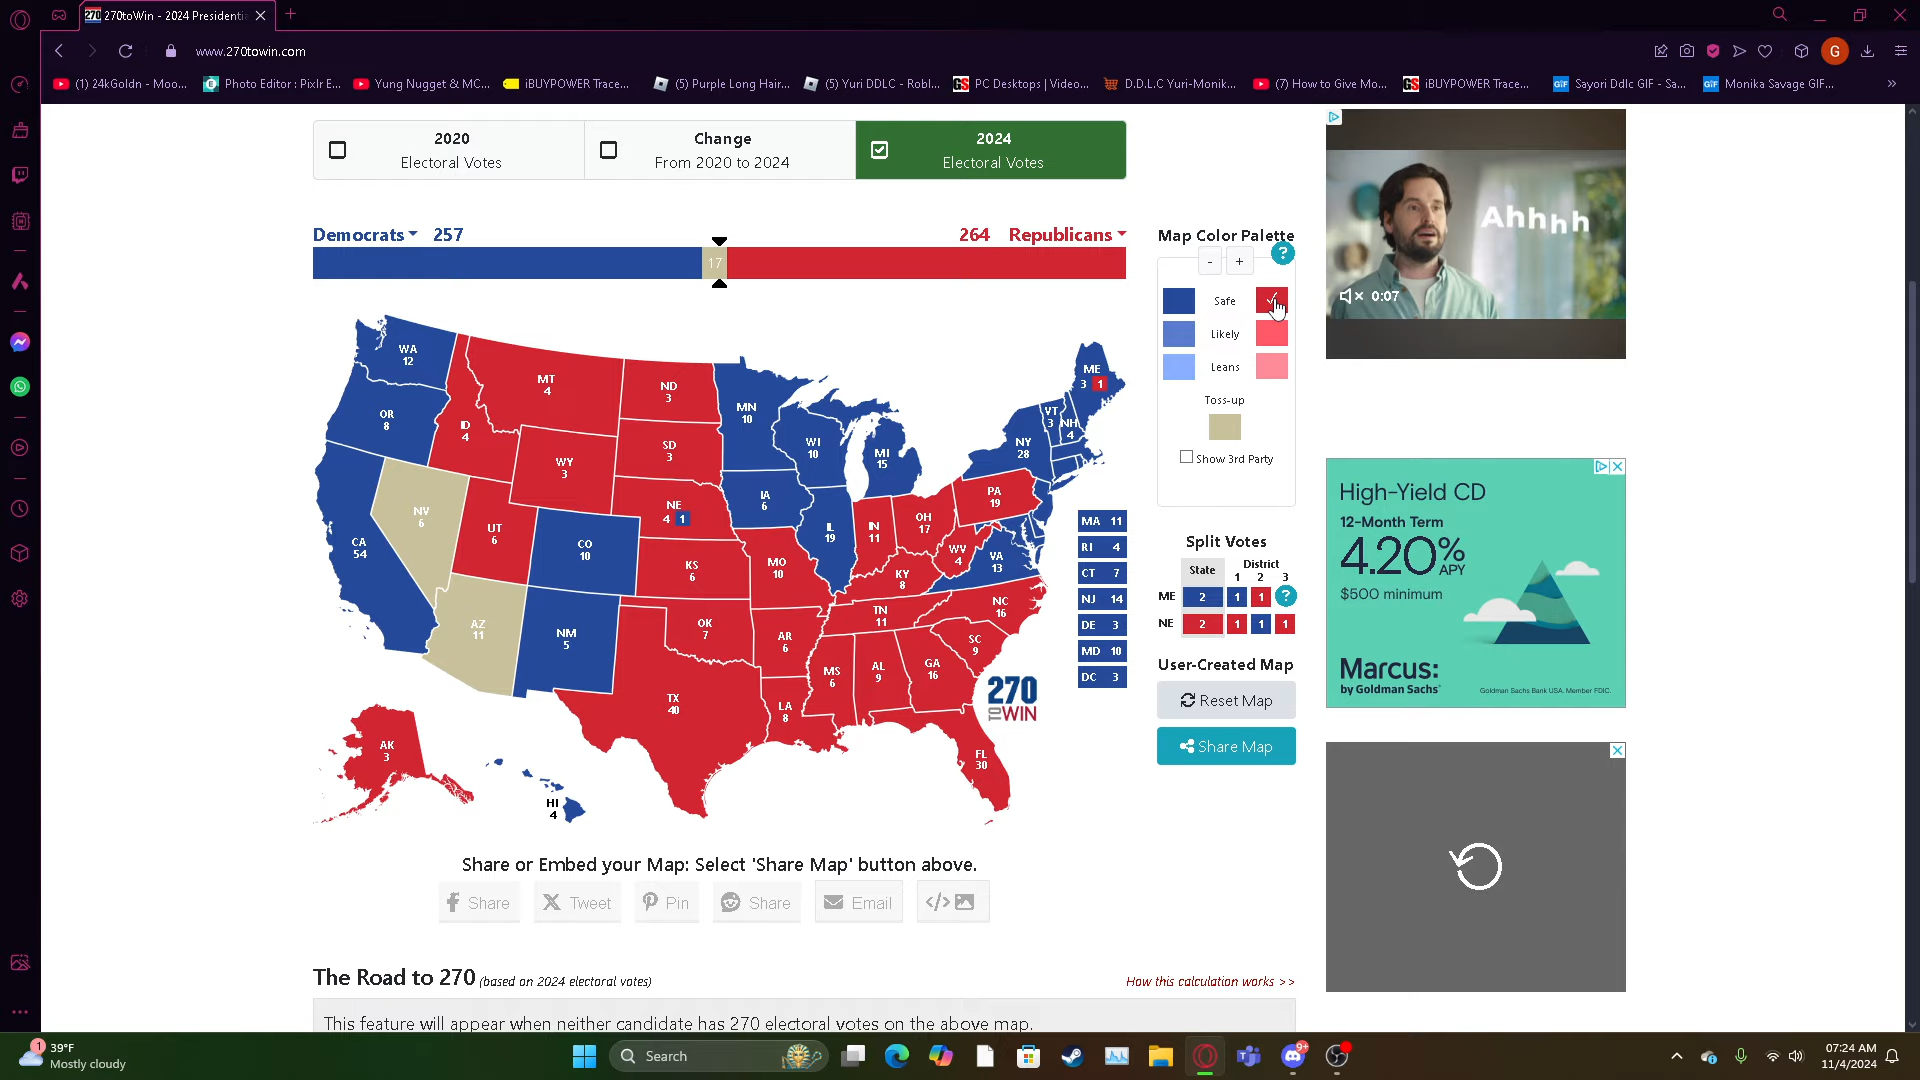 270toWin - 2024 Presidentia
www.270towin.com
G
(1) 24kGoldn - Moo...
Photo Editor : Pixlr E...
Yung Nugget & MC...
iBUYPOWER Trace...
(5) Purple Long Hair...
(5) Yuri DDLC - Robl...
PC Desktops | Video...
D.D.L.C Yuri-Monik...
(7) How to Give Mo...
iBUYPOWER Trace...
Sayori Ddlc GIF - Sa...
Monika Savage GIF...
2020
Electoral Votes
Change
From 2020 to 2024
2024
Electoral Votes
Democrats 257
264 Republicans
17
Map Color Palette
- +
?
Safe
Likely
Leans
Toss-up
Show 3rd Party
Split Votes
State
District
1 2 3
ME 2 1 1 ?
NE 2 1 1 1
User-Created Map
Reset Map
Share Map
WA
12
OR
8
CA
54
NV
6
ID
4
MT
4
WY
3
UT
6
AZ
11
CO
10
NM
5
ND
3
SD
3
NE
4 1
KS
6
OK
7
TX
40
MN
10
IA
6
MO
10
AR
6
LA
8
WI
10
IL
19
MI
15
IN
11
OH
17
KY
8
TN
11
MS
6
AL
9
GA
16
FL
30
SC
9
NC
16
VA
13
WV
4
PA
19
NY
28
VT
3
NH
4
ME
3 1
AK
3
HI
4
MA 11
RI 4
CT 7
NJ 14
DE 3
MD 10
DC 3
270
TO WIN
Share or Embed your Map: Select 'Share Map' button above.
Share
Tweet
Pin
Share
Email
</>
The Road to 270 (based on 2024 electoral votes)
How this calculation works >>
This feature will appear when neither candidate has 270 electoral votes on the above map.
Ahhhh
0:07
High-Yield CD
12-Month Term
4.20% APY
$500 minimum
Marcus:
by Goldman Sachs®
Goldman Sachs Bank USA. Member FDIC.
1
39°F
Mostly cloudy
Search
9+
07:24 AM
11/4/2024